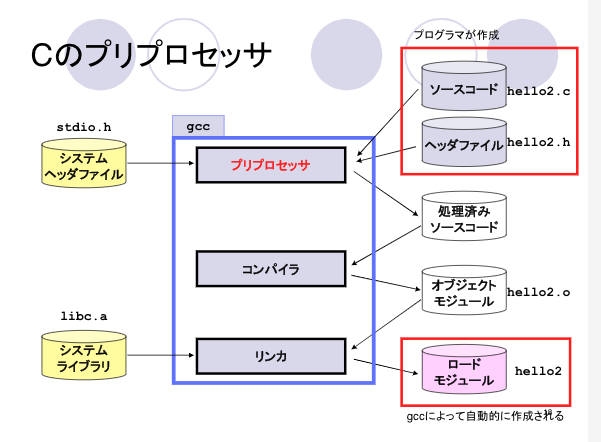 Cのプリプロセッサ
プログラマが作成
ソースコード
hello2.c
stdio.h
gcc
システム
ヘッダファイル
プリプロセッサ
ヘッダファイル
hello2.h
処理済み
ソースコード
コンパイラ
オブジェクト
モジュール
hello2.o
libc.a
システム
ライブラリ
リンカ
ロード
モジュール
hello2
gccによって自動的に作成される